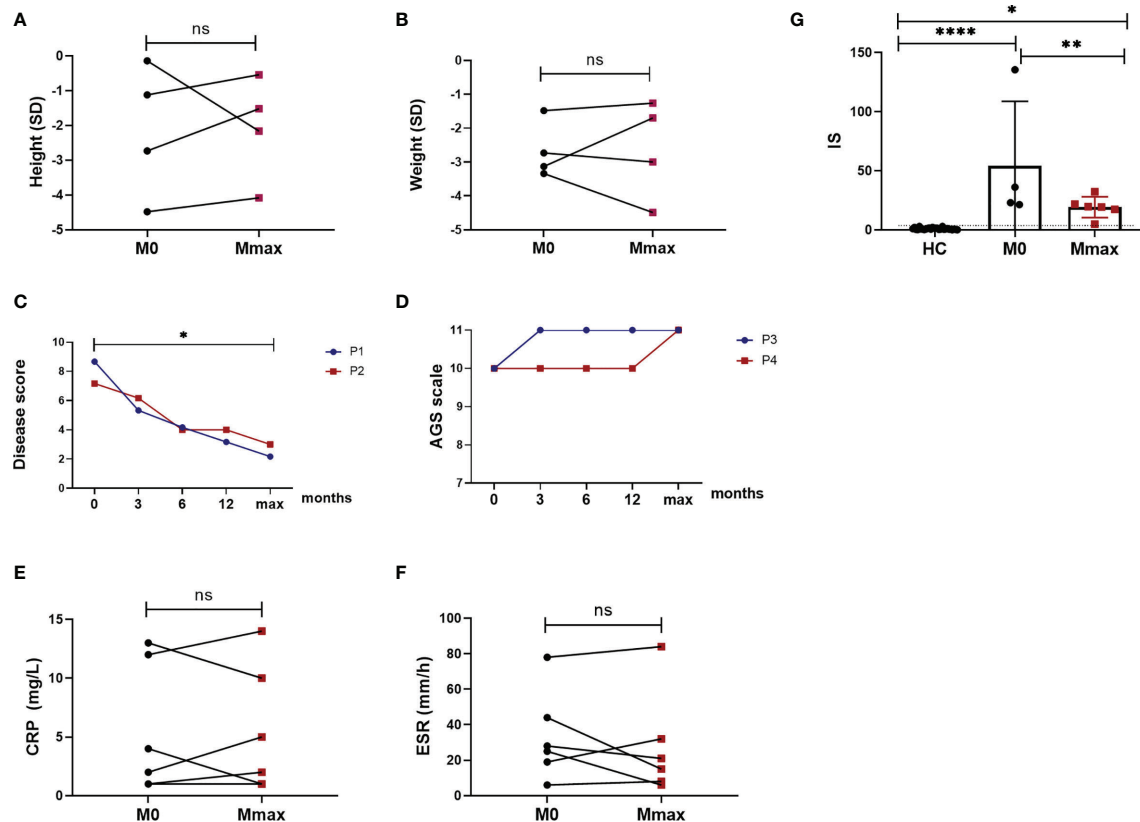 A
ns
0
-1
-2
-3
-4
-5
Height (SD)
M0 Mmax
B
ns
0
-1
-2
-3
-4
-5
Weight (SD)
M0 Mmax
G
*
**** **
150
100
50
0
IS
HC M0 Mmax
C
*
10
8
6
4
2
0
Disease score
P1
P2
0 3 6 12 max months
D
11
10
9
8
7
AGS scale
P3
P4
0 3 6 12 max months
E
ns
15
10
5
0
CRP (mg/L)
M0 Mmax
F
ns
100
80
60
40
20
0
ESR (mm/h)
M0 Mmax